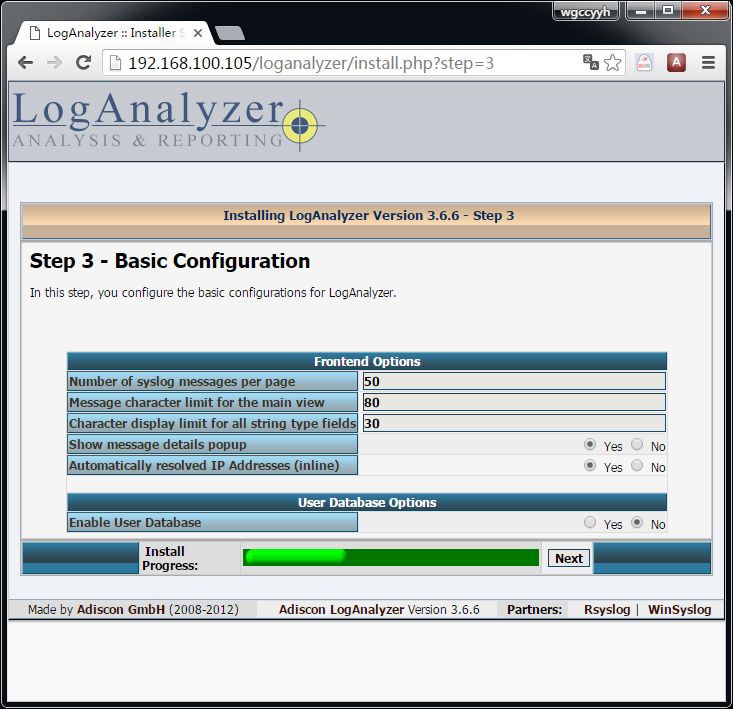 wgccyyh
LogAnalyzer :: Installer S
192.168.100.105/loganalyzer/install.php?step=3
LogAnalyzer
ANALYSIS & REPORTING
Installing LogAnalyzer Version 3.6.6 - Step 3
Step 3 - Basic Configuration
In this step, you configure the basic configurations for LogAnalyzer.
Frontend Options
Number of syslog messages per page 50
Message character limit for the main view 80
Character display limit for all string type fields 30
Show message details popup Yes No
Automatically resolved IP Addresses (inline) Yes No
User Database Options
Enable User Database Yes No
Install Progress: Next
Made by Adiscon GmbH (2008-2012) Adiscon LogAnalyzer Version 3.6.6 Partners: Rsyslog | WinSyslog